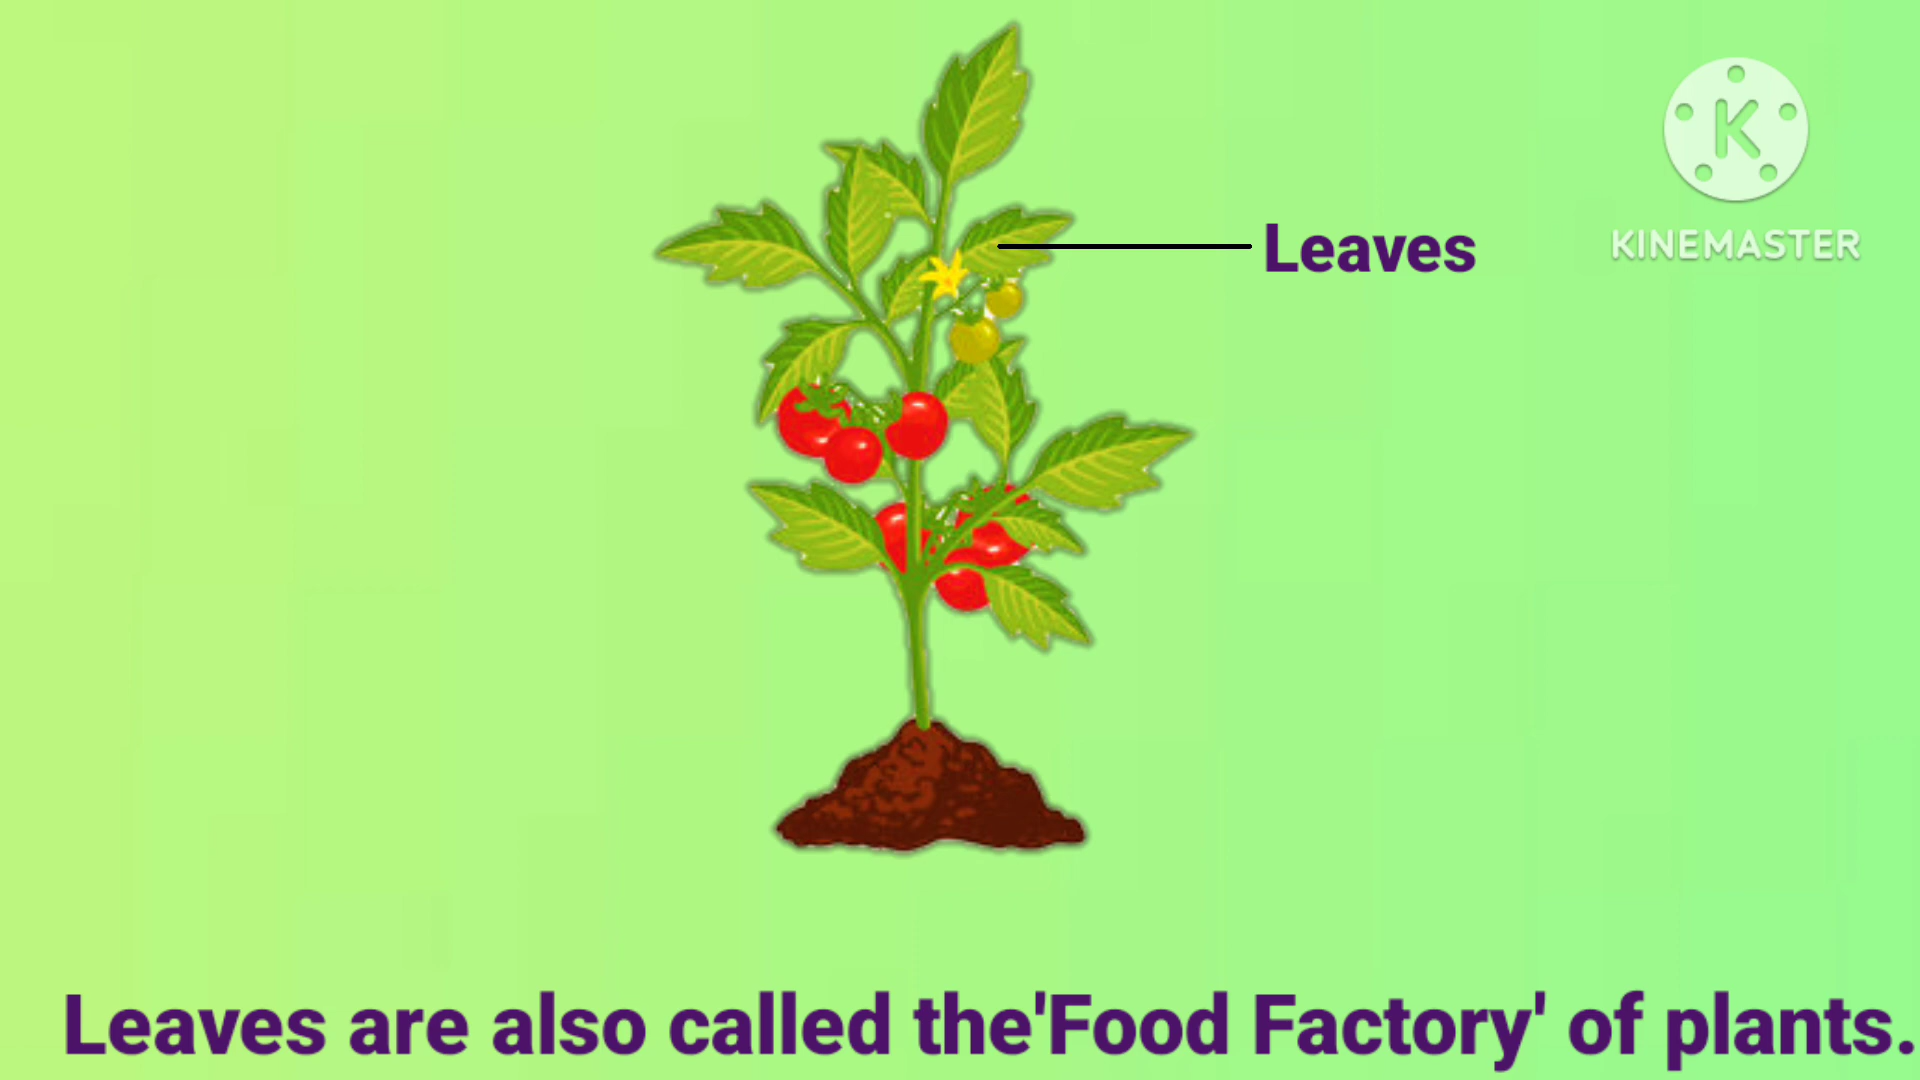 K
KINEMASTER
Leaves
Leaves are also called the'Food Factory' of plants.